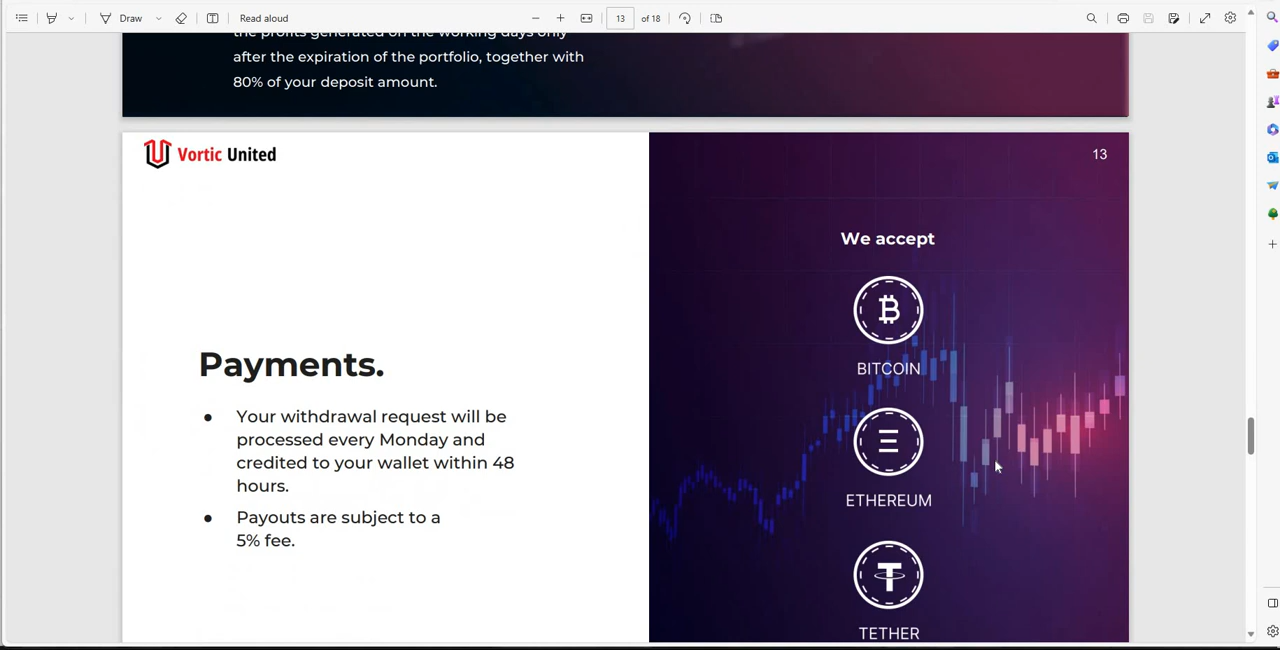 Draw
Read aloud
13
of 18
the profits generated on the working days only
after the expiration of the portfolio, together with
80% of your deposit amount.
Vortic United
13
We accept
BITCOIN
ETHEREUM
TETHER
Payments.
Your withdrawal request will be
processed every Monday and
credited to your wallet within 48
hours.
Payouts are subject to a
5% fee.